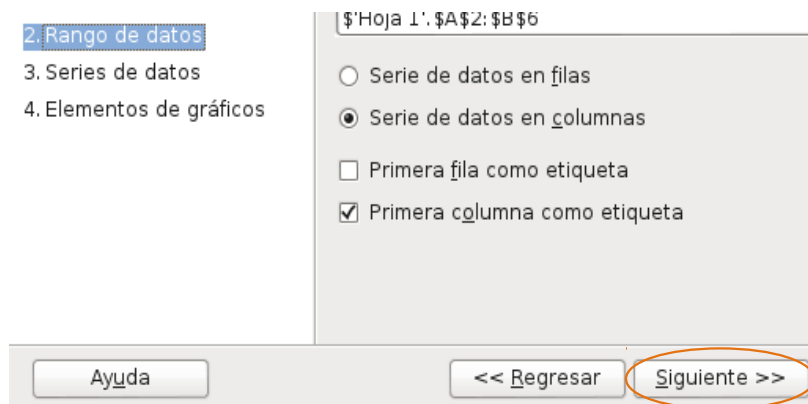 $'Hoja 1'.$A$2:$B$6
2. Rango de datos
3. Series de datos
4. Elementos de gráficos
Serie de datos en filas
Serie de datos en columnas
Primera fila como etiqueta
Primera columna como etiqueta
Ayuda
<< Regresar
Siguiente >>